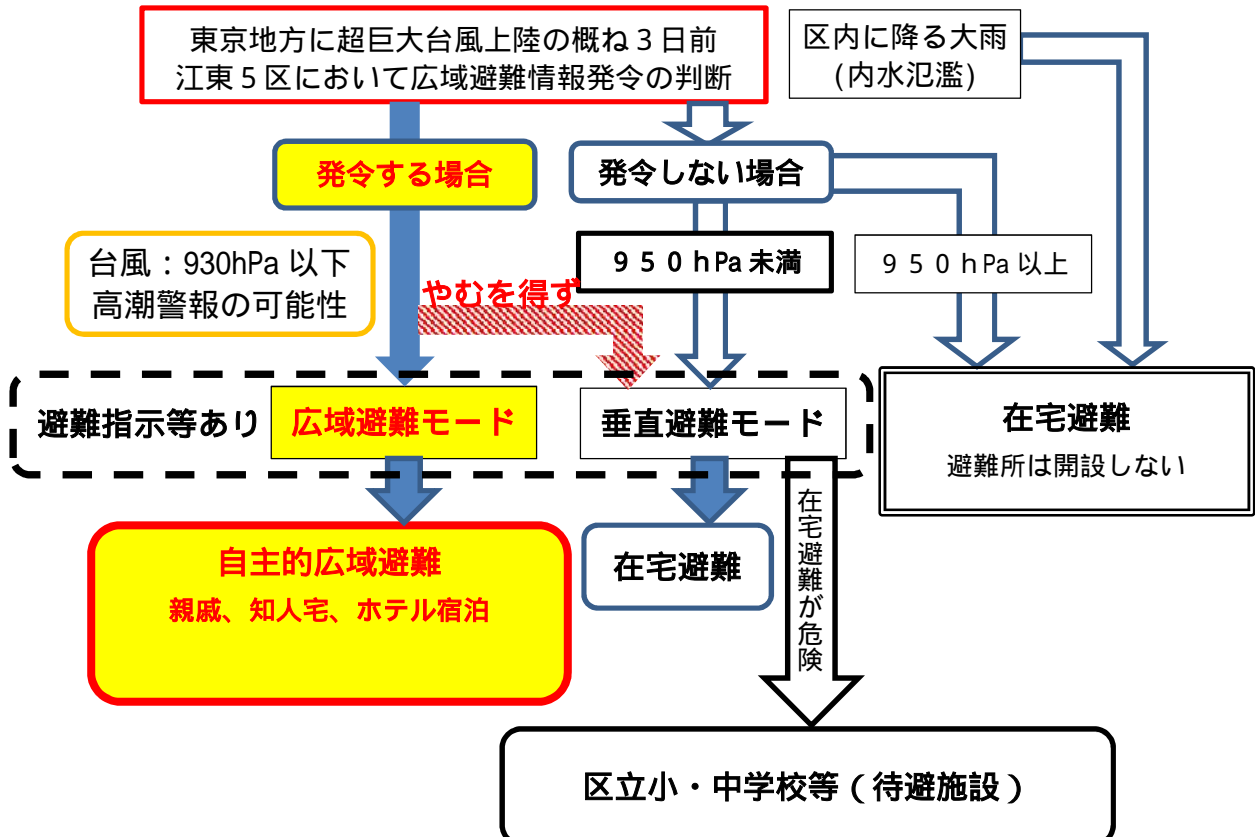 東京地方に超巨大台風上陸の概ね３日前
江東５区において広域避難情報発令の判断
区内に降る大雨
(内水氾濫)
発令する場合
発令しない場合
台風：930hPa 以下
高潮警報の可能性
９５０hPa 未満
９５０ｈPa 以上
やむを得ず
避難指示等あり
広域避難モード
垂直避難モード
在宅避難
避難所は開設しない
自主的広域避難
親戚、知人宅、ホテル宿泊
在宅避難
在宅避難が危険
区立小・中学校等（待避施設）